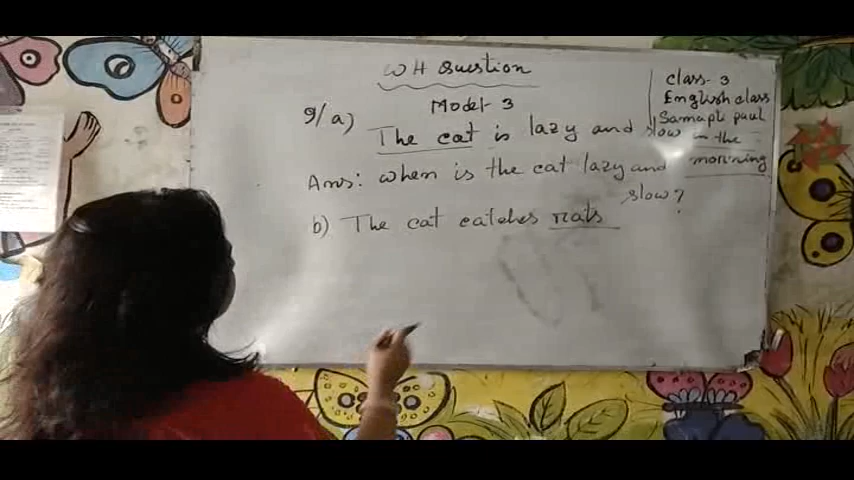 WH Question
class-3
English class
Samapti paul
Model-3
9/a) The cat is lazy and slow in the morning
Ans: when is the cat lazy and slow?
b) The cat catches rats